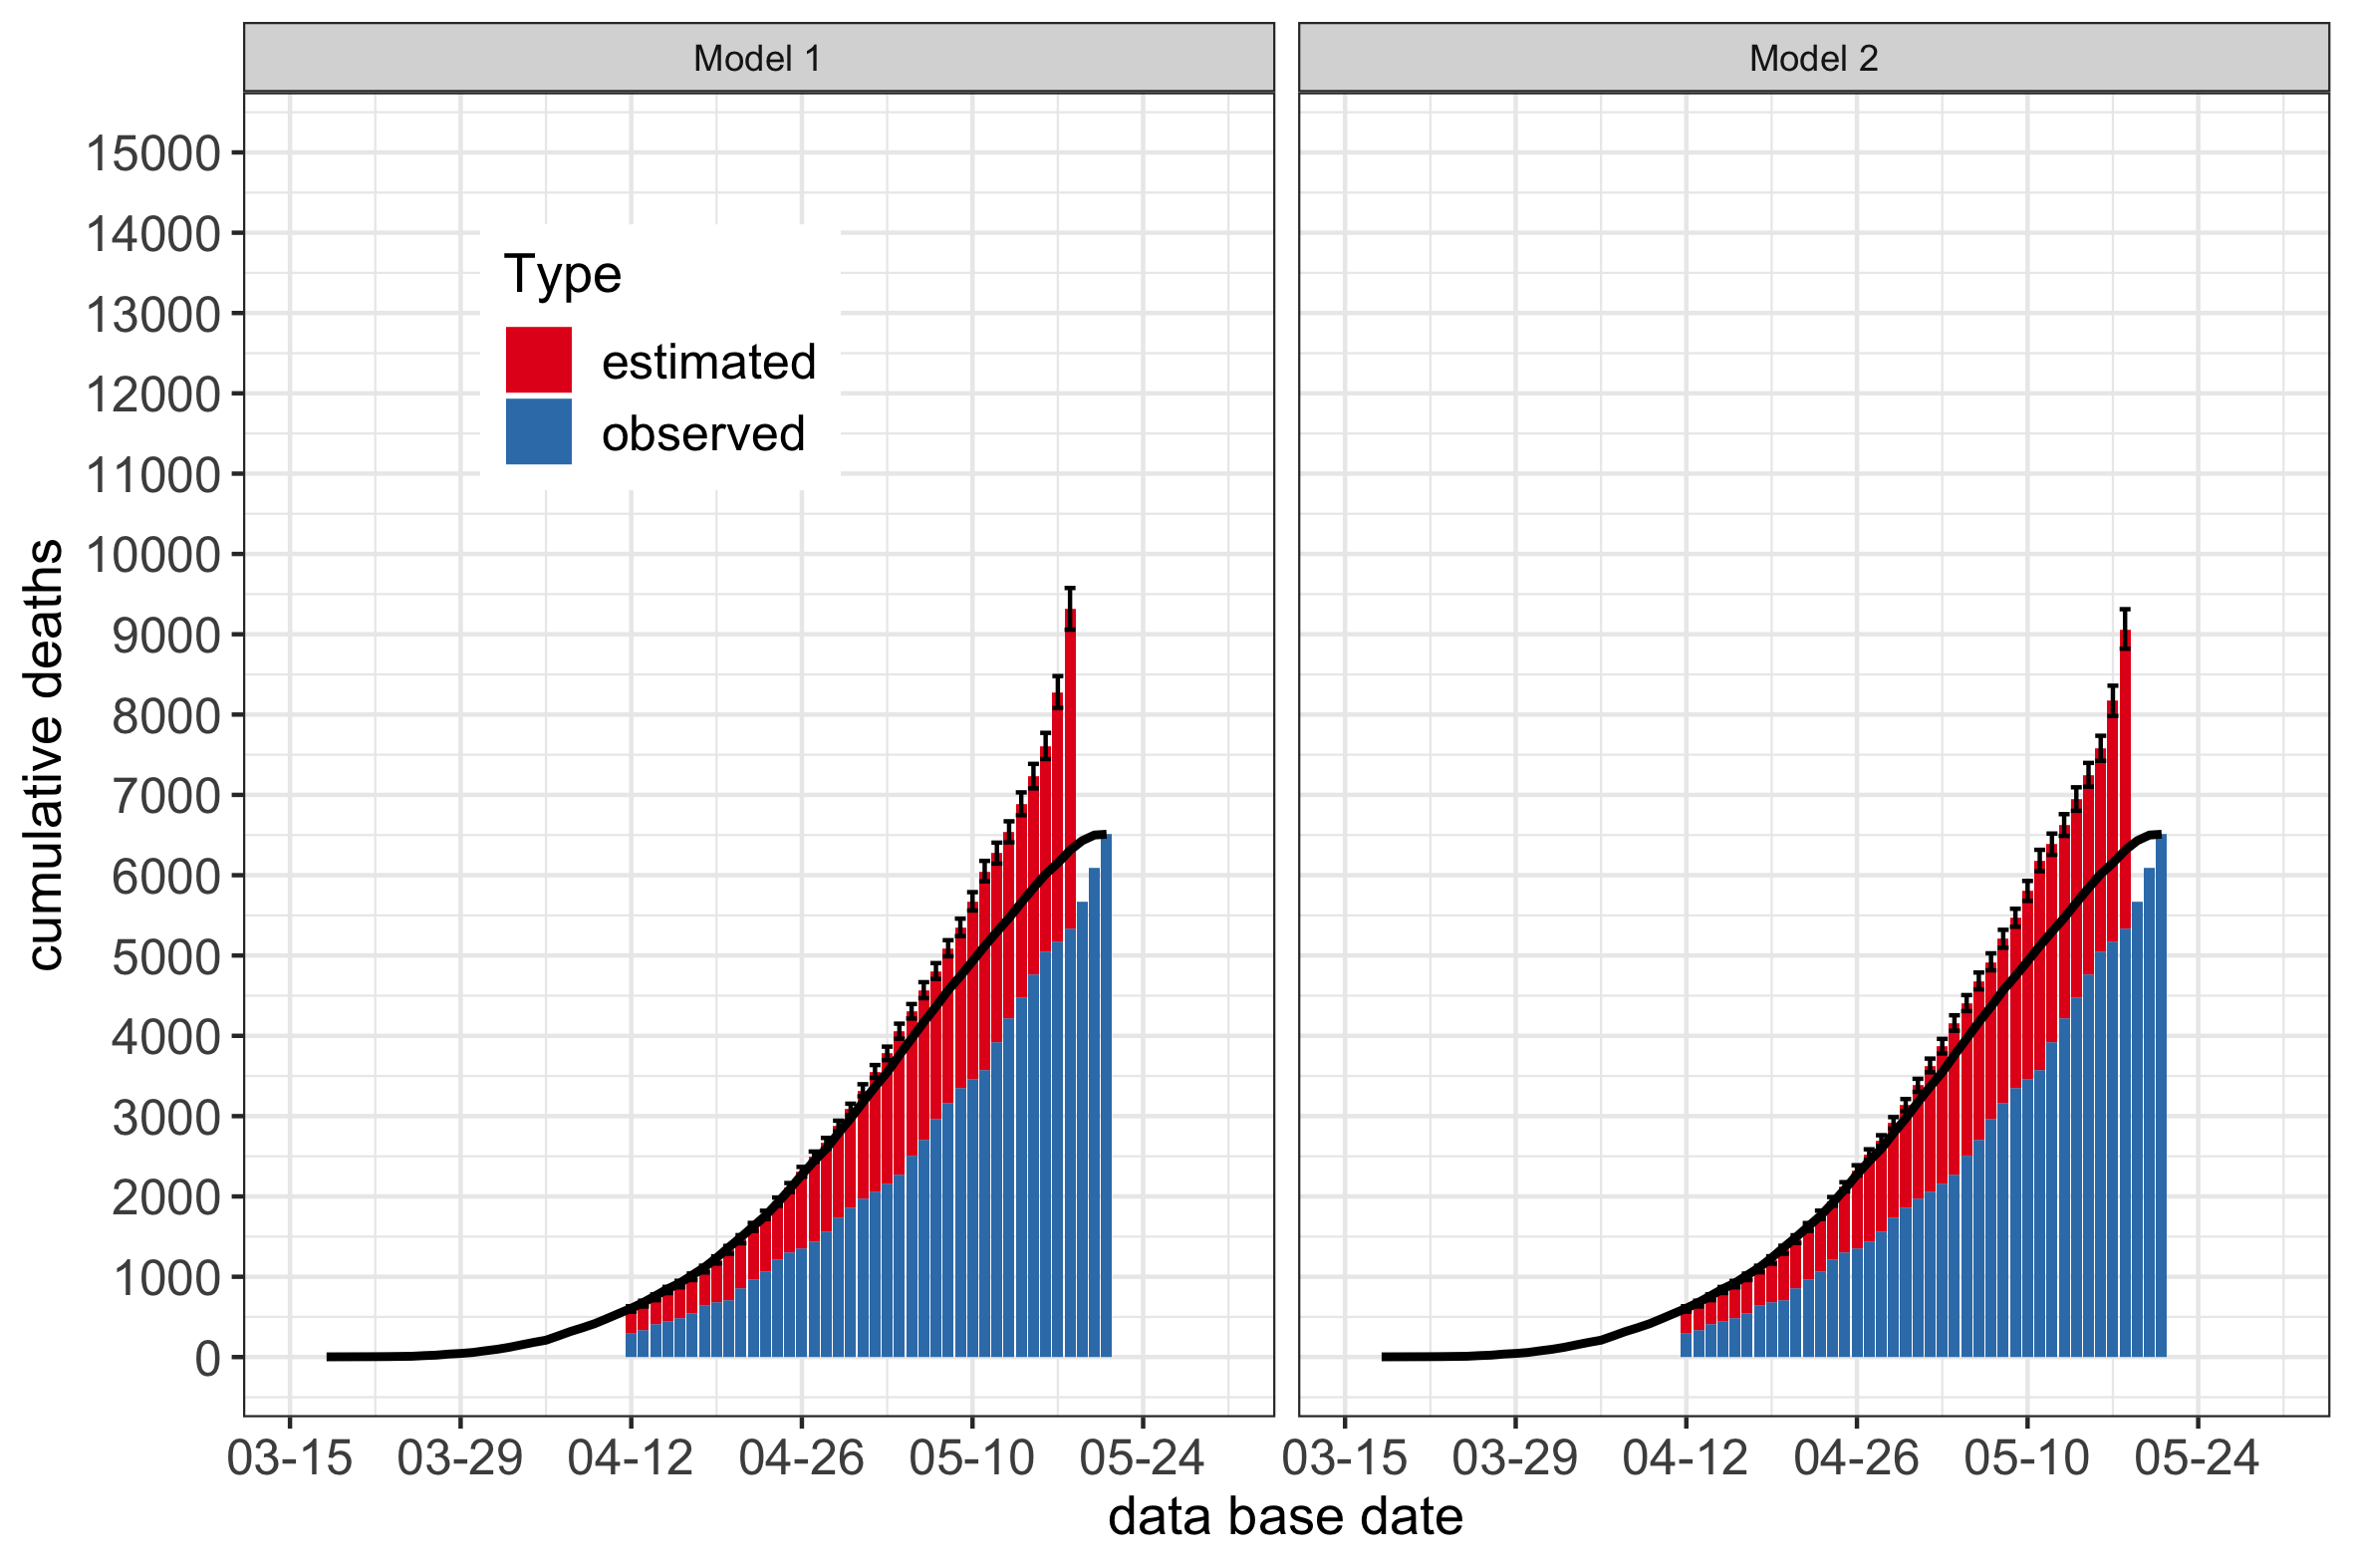 Model 1
Model 2
Type
estimated
observed
cumulative deaths
15000
14000
13000
12000
11000
10000
9000
8000
7000
6000
5000
4000
3000
2000
1000
0
03-15 03-29 04-12 04-26 05-10 05-24
03-15 03-29 04-12 04-26 05-10 05-24
data base date